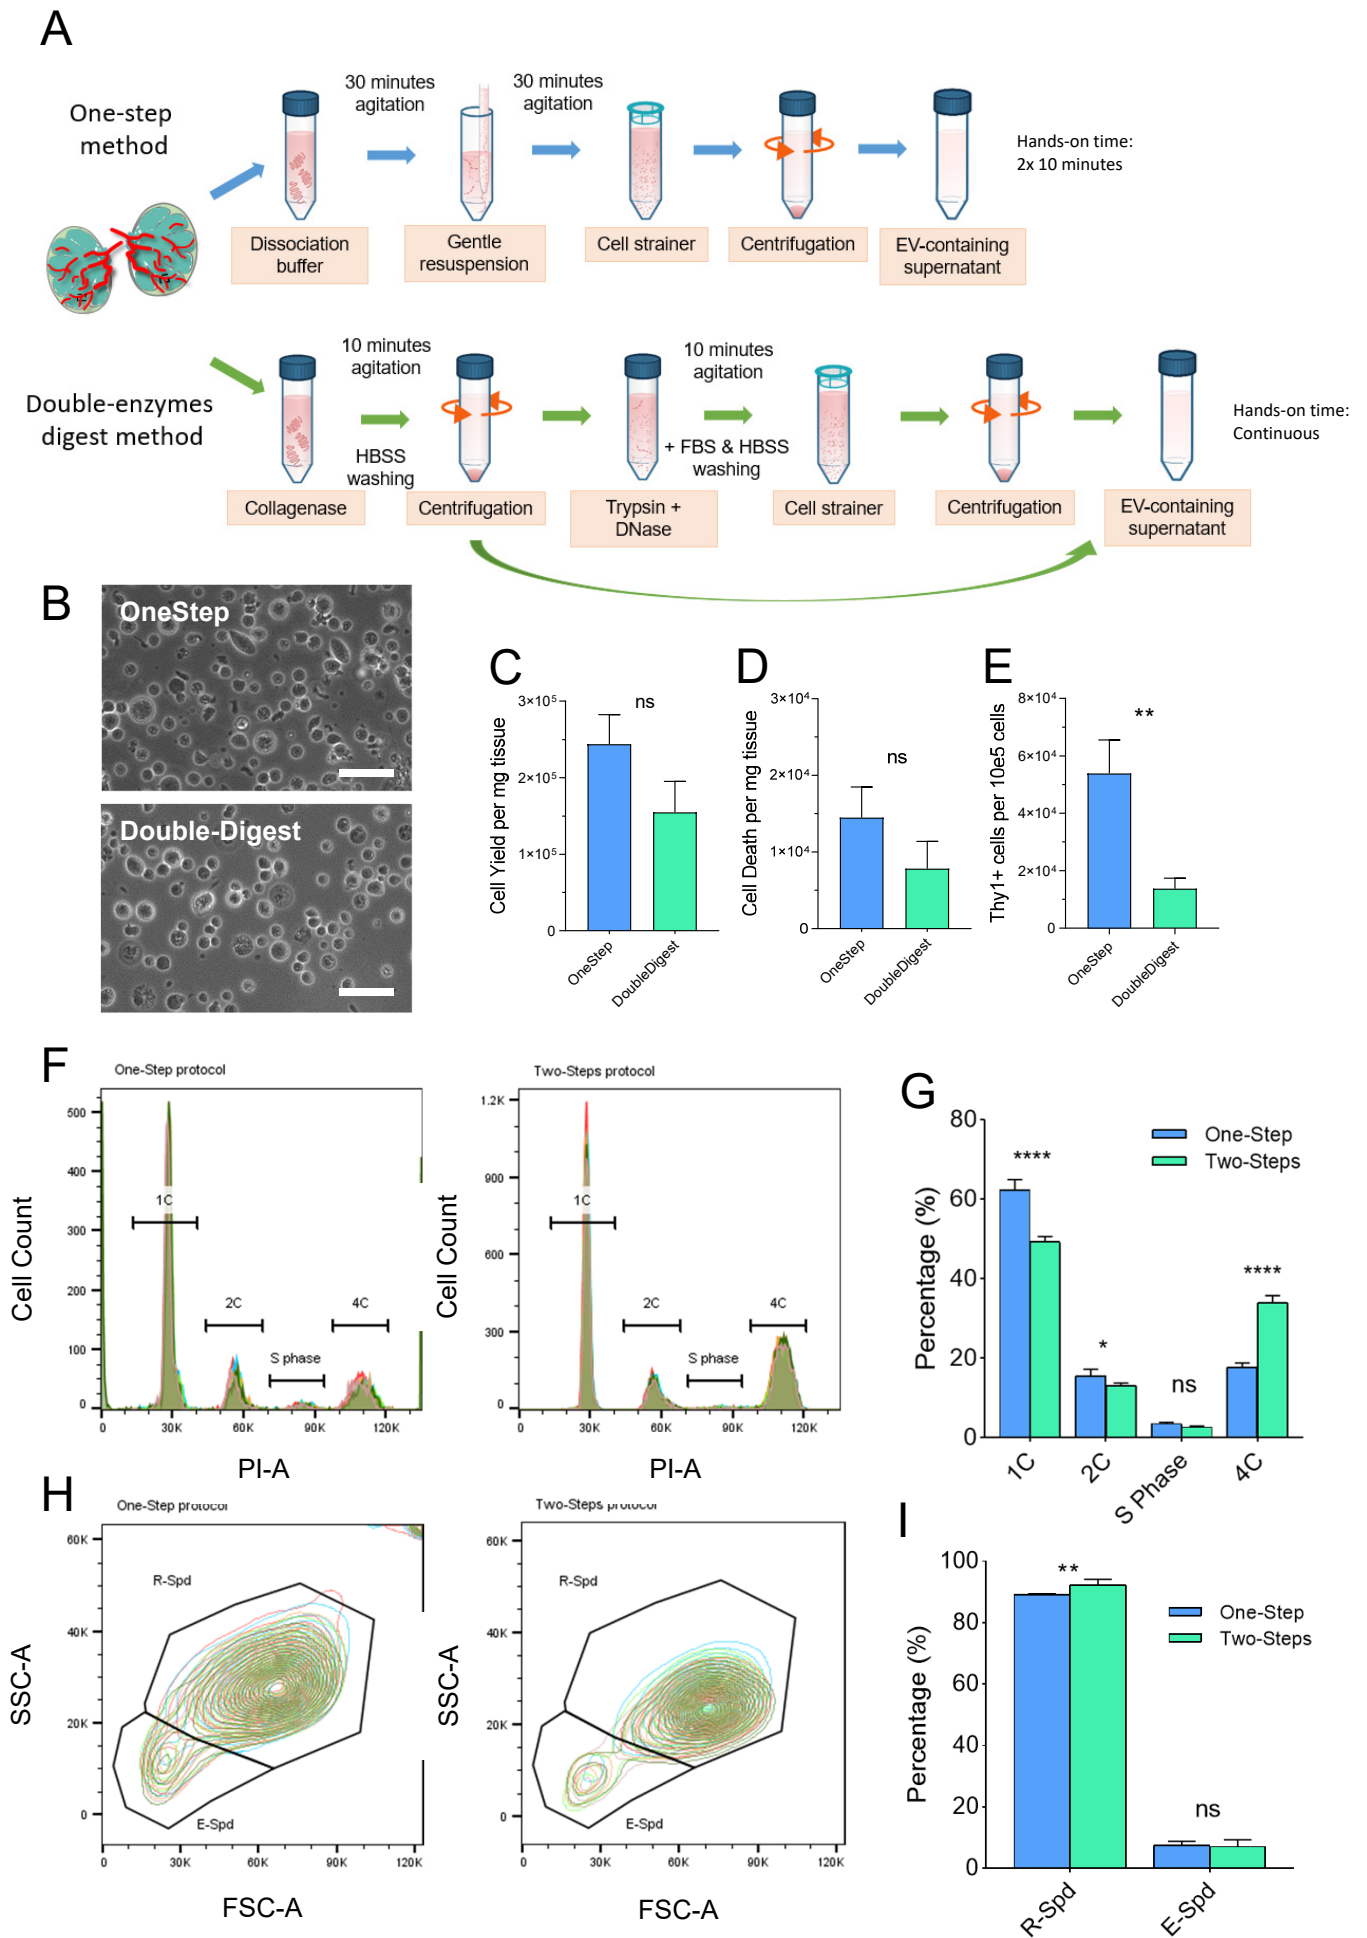 A
One-step
method
30 minutes
agitation
30 minutes
agitation
Hands-on time:
2x 10 minutes
Dissociation
buffer
Gentle
resuspension
Cell strainer
Centrifugation
EV-containing
supernatant
Double-enzymes
digest method
10 minutes
agitation
HBSS
washing
10 minutes
agitation
+ FBS & HBSS
washing
Hands-on time:
Continuous
Collagenase
Centrifugation
Trypsin +
DNase
Cell strainer
Centrifugation
EV-containing
supernatant
B
OneStep
Double-Digest
C
Cell Yield per mg tissue
3×10⁵
2×10⁵
1×10⁵
0
ns
OneStep
DoubleDigest
D
Cell Death per mg tissue
3×10⁴
2×10⁴
1×10⁴
0
ns
OneStep
DoubleDigest
E
Thy1+ cells per 10e5 cells
8×10⁴
6×10⁴
4×10⁴
2×10⁴
0
**
OneStep
DoubleDigest
F
One-Step protocol
Cell Count
500
400
300
200
100
0
1C
2C
S phase
4C
0 30K 60K 90K 120K
PI-A
Two-Steps protocol
Cell Count
1.2K
900
600
300
0
1C
2C
S phase
4C
0 30K 60K 90K 120K
PI-A
G
Percentage (%)
80
60
40
20
0
One-Step
Two-Steps
****
*
ns
****
1C
2C
S Phase
4C
H
One-Step protocol
SSC-A
60K
40K
20K
0
R-Spd
E-Spd
0 30K 60K 90K 120K
FSC-A
Two-Steps protocol
SSC-A
60K
40K
20K
0
R-Spd
E-Spd
0 30K 60K 90K 120K
FSC-A
I
Percentage (%)
100
80
60
40
20
0
**
ns
One-Step
Two-Steps
R-Spd
E-Spd